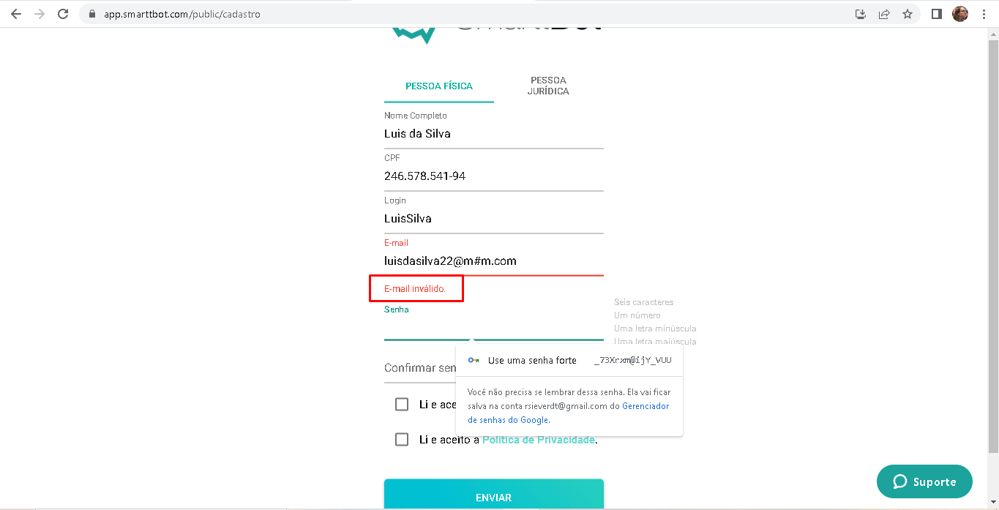 app.smarttbot.com/public/cadastro
PESSOA FÍSICA
PESSOA
JURÍDICA
Nome Completo
Luis da Silva
CPF
246.578.541-94
Login
LuisSilva
E-mail
luisdasilva22@m#m.com
E-mail inválido.
Senha
Seis caracteres
Um número
Uma letra minúscula
Uma letra maiúscula
Use uma senha forte _73Xrxm@ijY_VUU
Você não precisa se lembrar dessa senha. Ela vai ficar
salva na conta rsieverdt@gmail.com do Gerenciador
de senhas do Google.
Confirmar sen
Li e ace
Li e aceito a Política de Privacidade.
ENVIAR
Suporte